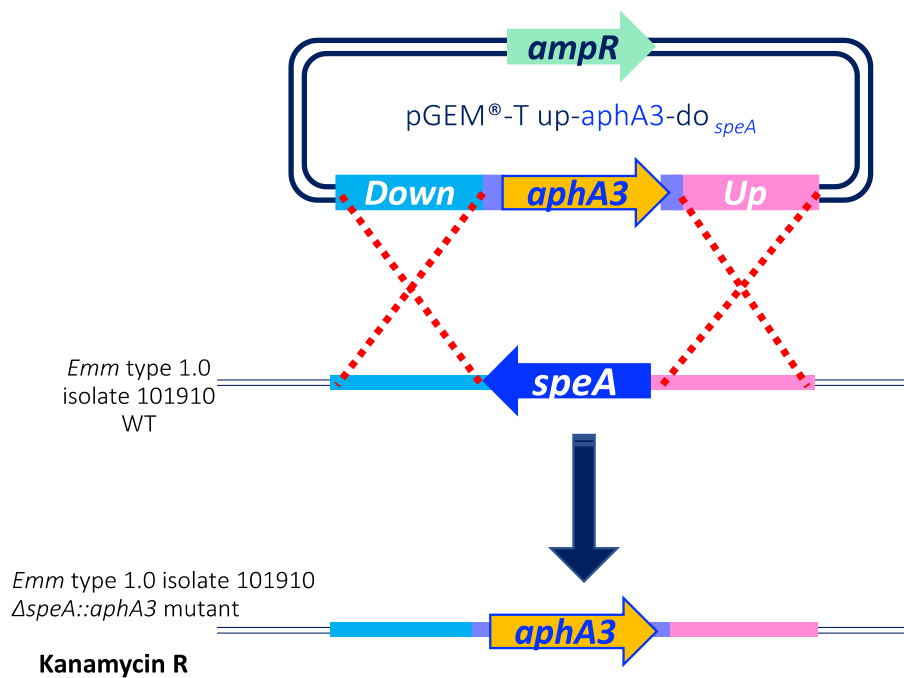 ampR
pGEM®-T up-aphA3-do speA
Down
aphA3
Up
Emm type 1.0
isolate 101910
WT
speA
Emm type 1.0 isolate 101910
ΔspeA::aphA3 mutant
aphA3
Kanamycin R